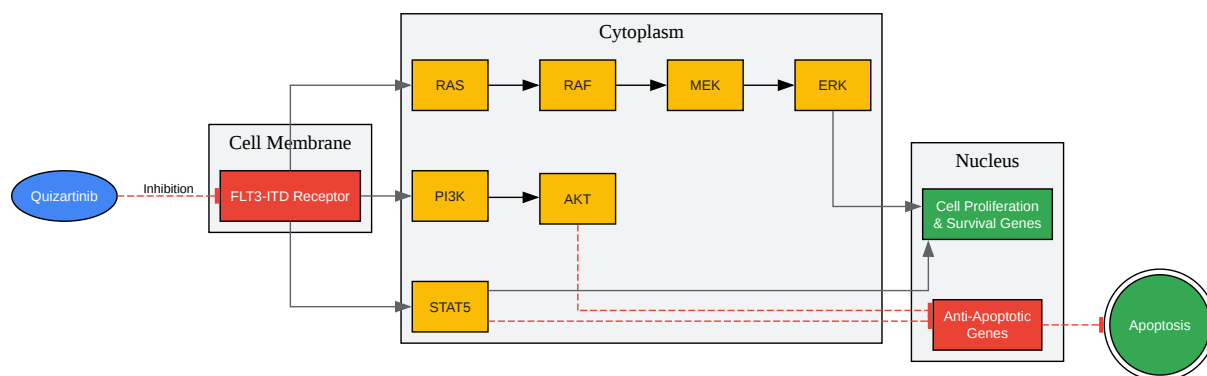 Cytoplasm
RAS
RAF
MEK
ERK
Cell Membrane
Nucleus
Quizartinib
Inhibition
FLT3-ITD Receptor
PI3K
AKT
Cell Proliferation
& Survival Genes
STAT5
Anti-Apoptotic
Genes
Apoptosis